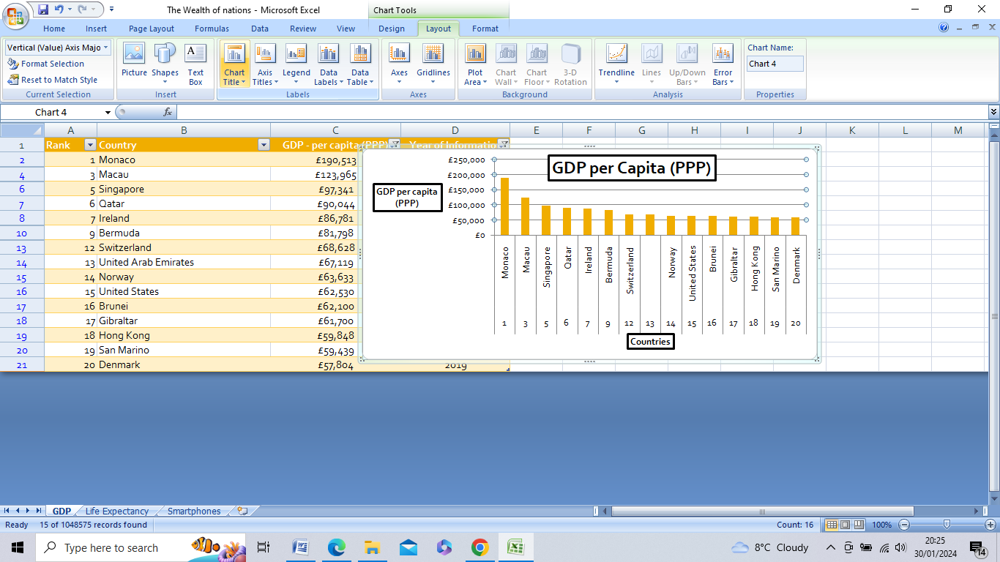 The Wealth of nations - Microsoft Excel
Chart Tools
Home Insert Page Layout Formulas Data Review View Design Layout Format
Vertical (Value) Axis Majo
Format Selection
Reset to Match Style
Current Selection
Picture Shapes Text Box
Insert
Chart Title Axis Titles Legend Data Labels Data Table
Labels
Axes Gridlines
Axes
Plot Area Chart Wall Chart Floor 3-D Rotation
Background
Trendline Lines Up/Down Bars Error Bars
Analysis
Chart Name:
Chart 4
Properties
Chart 4 fx
A B C D E F G H I J K L M
1 Rank Country GDP - per capita (PPP) Year of Informatio
2 1 Monaco £190,513
4 3 Macau £123,965
6 5 Singapore £97,341
7 6 Qatar £90,044
8 7 Ireland £86,781
10 9 Bermuda £81,798
13 12 Switzerland £68,628
14 13 United Arab Emirates £67,119
15 14 Norway £63,633
16 15 United States £62,530
17 16 Brunei £62,100
18 17 Gibraltar £61,700
19 18 Hong Kong £59,848
20 19 San Marino £59,439
21 20 Denmark £57,804 2019
GDP per Capita (PPP)
GDP per capita
(PPP)
£250,000
£200,000
£150,000
£100,000
£50,000
£0
Monaco Macau Singapore Qatar Ireland Bermuda Switzerland Norway United States Brunei Gibraltar Hong Kong San Marino Denmark
1 3 5 6 7 9 12 13 14 15 16 17 18 19 20
Countries
GDP Life Expectancy Smartphones
Ready 15 of 1048575 records found Count: 16 100%
Type here to search
8°C Cloudy
20:25
30/01/2024
14